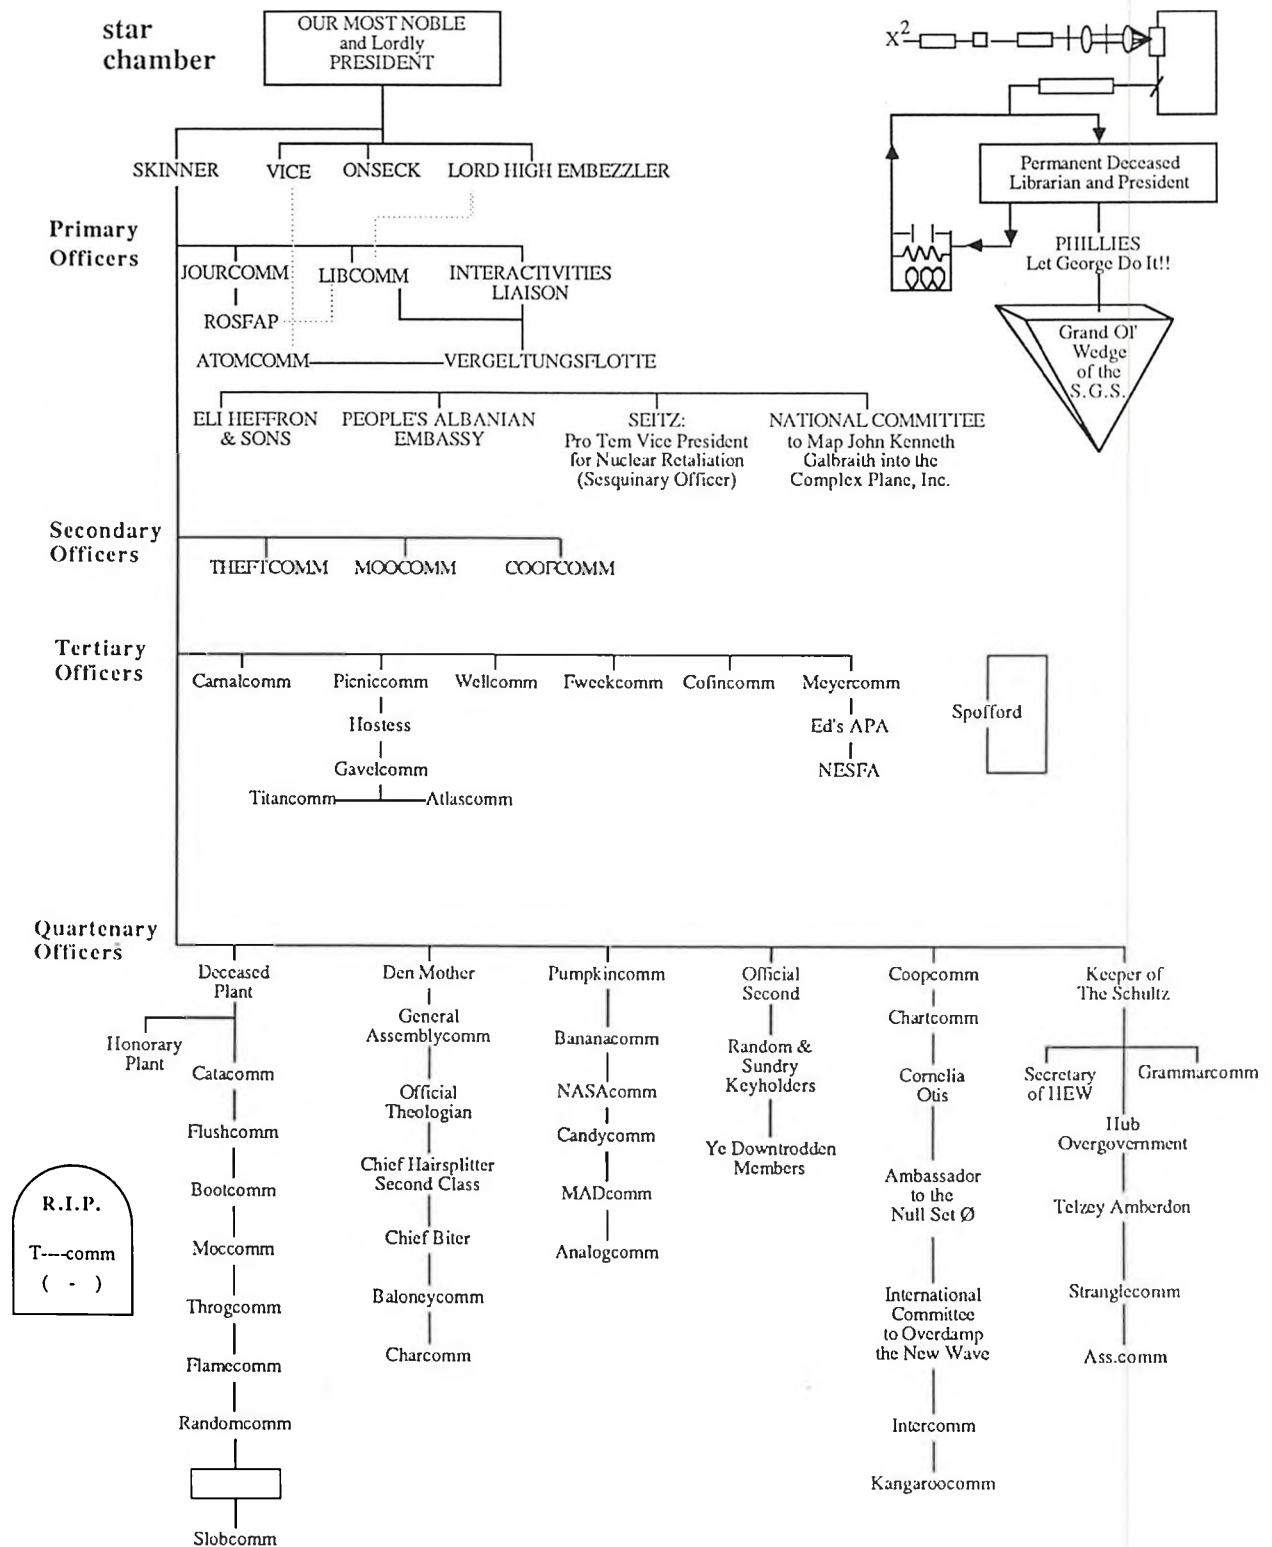 star
chamber
OUR MOST NOBLE
and Lordly
PRESIDENT
X²
SKINNER
VICE
ONSECK
LORD HIGH EMBEZZLER
Permanent Deceased
Librarian and President
PHILLIES
Let George Do It!!
Grand Ol'
Wedge
of the
S.G.S.
Primary
Officers
JOURCOMM
LIBCOMM
INTERACTIVITIES
LIAISON
ROSFAP
ATOMCOMM
VERGELTUNGSFLOTTE
ELI HEFFRON
& SONS
PEOPLE'S ALBANIAN
EMBASSY
SEITZ:
Pro Tem Vice President
for Nuclear Retaliation
(Sesquinary Officer)
NATIONAL COMMITTEE
to Map John Kenneth
Galbraith into the
Complex Plane, Inc.
Secondary
Officers
THEFTCOMM
MOOCOMM
COOFCOMM
Tertiary
Officers
Carnalcomm
Picniccomm
Wellcomm
Fweekcomm
Cofincomm
Meyercomm
Hostess
Gavelcomm
Titancomm
Atlascomm
Ed's APA
NESFA
Spofford
Quartenary
Officers
Deceased
Plant
Honorary
Plant
Catacomm
Flushcomm
Bootcomm
Moccomm
Throgcomm
Flamecomm
Randomcomm
Slobcomm
R.I.P.
T----comm
( - )
Den Mother
General
Assemblycomm
Official
Theologian
Chief Hairsplitter
Second Class
Chief Biter
Baloneycomm
Charcomm
Pumpkincomm
Bananacomm
NASAcomm
Candycomm
MADcomm
Analogcomm
Official
Second
Random &
Sundry
Keyholders
Ye Downtrodden
Members
Coopcomm
Chartcomm
Cornelia
Otis
Ambassador
to the
Null Set Ø
International
Committee
to Overdamp
the New Wave
Intercomm
Kangaroocomm
Keeper of
The Schultz
Secretary
of HEW
Grammarcomm
Hub
Overgovernment
Telzey Amberdon
Stranglecomm
Ass.comm